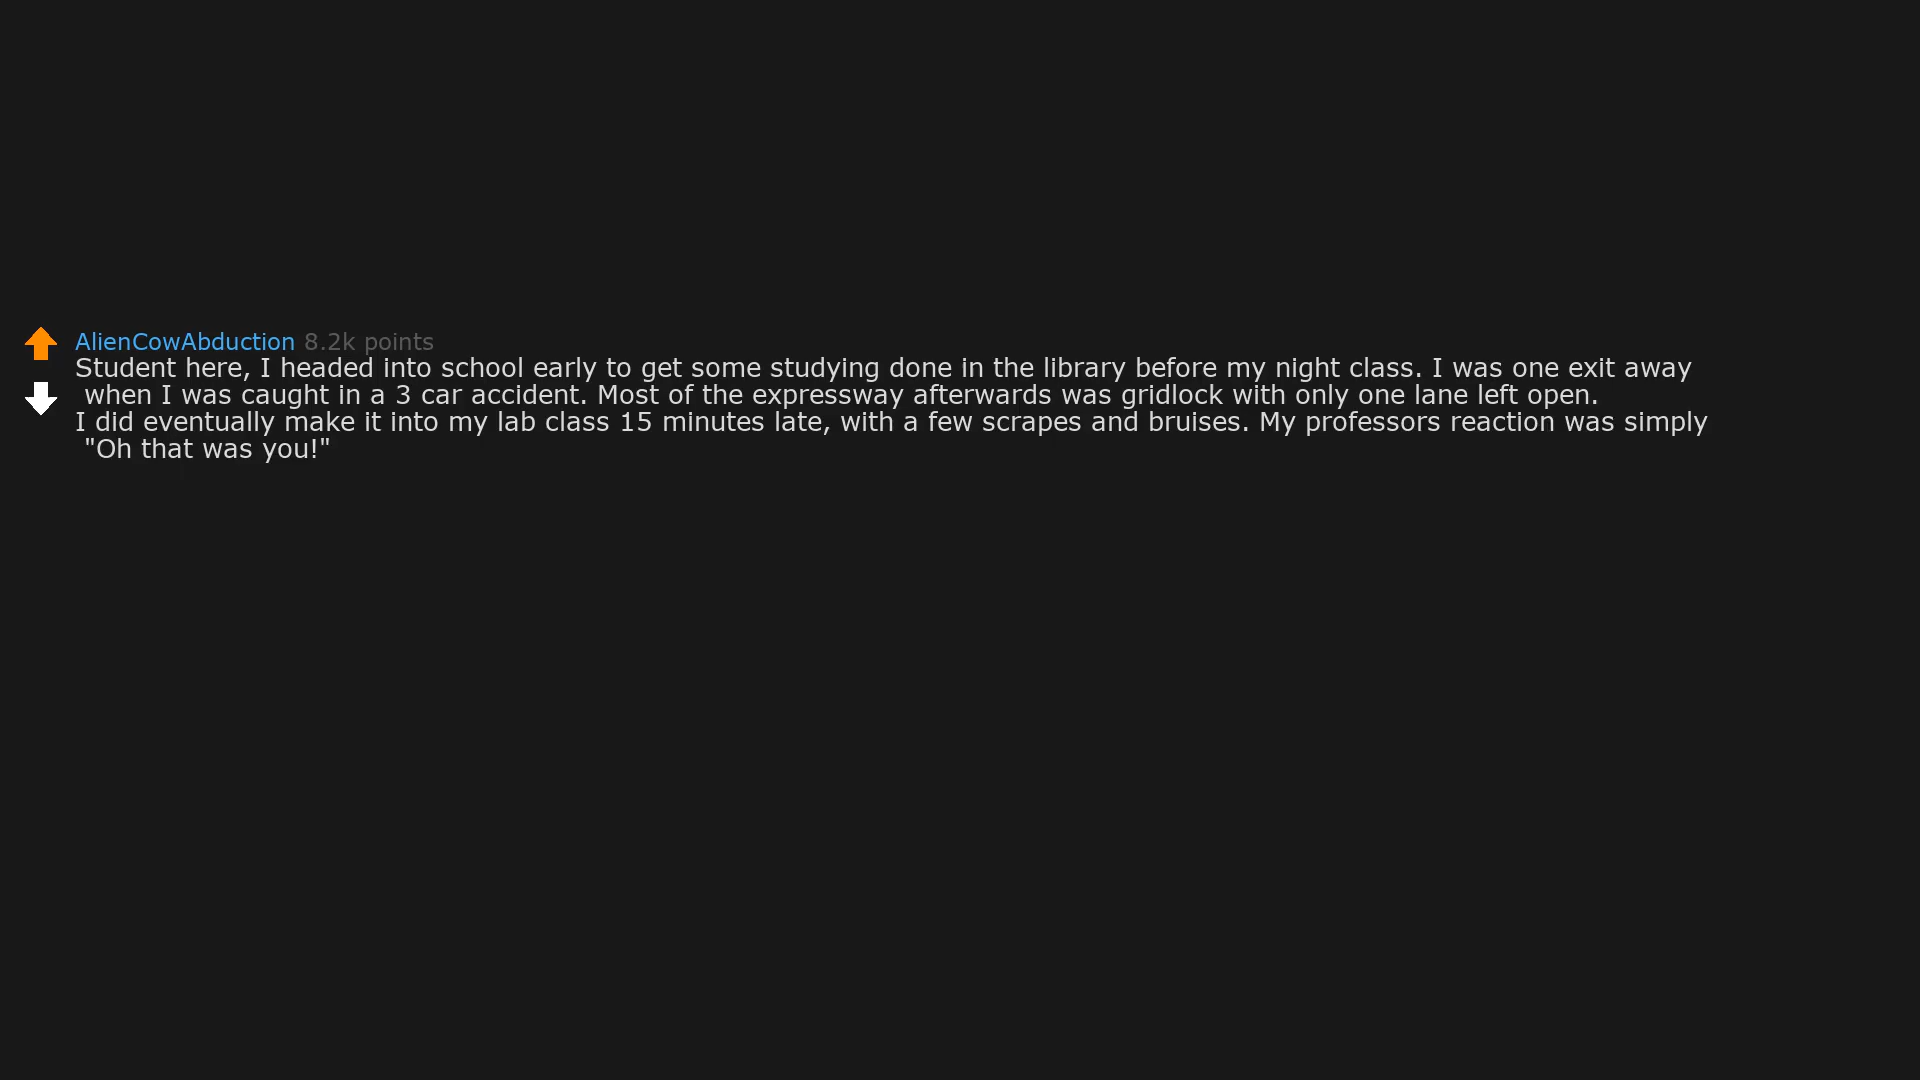 AlienCowAbduction 8.2k points
Student here, I headed into school early to get some studying done in the library before my night class. I was one exit away
when I was caught in a 3 car accident. Most of the expressway afterwards was gridlock with only one lane left open.
I did eventually make it into my lab class 15 minutes late, with a few scrapes and bruises. My professors reaction was simply
"Oh that was you!"